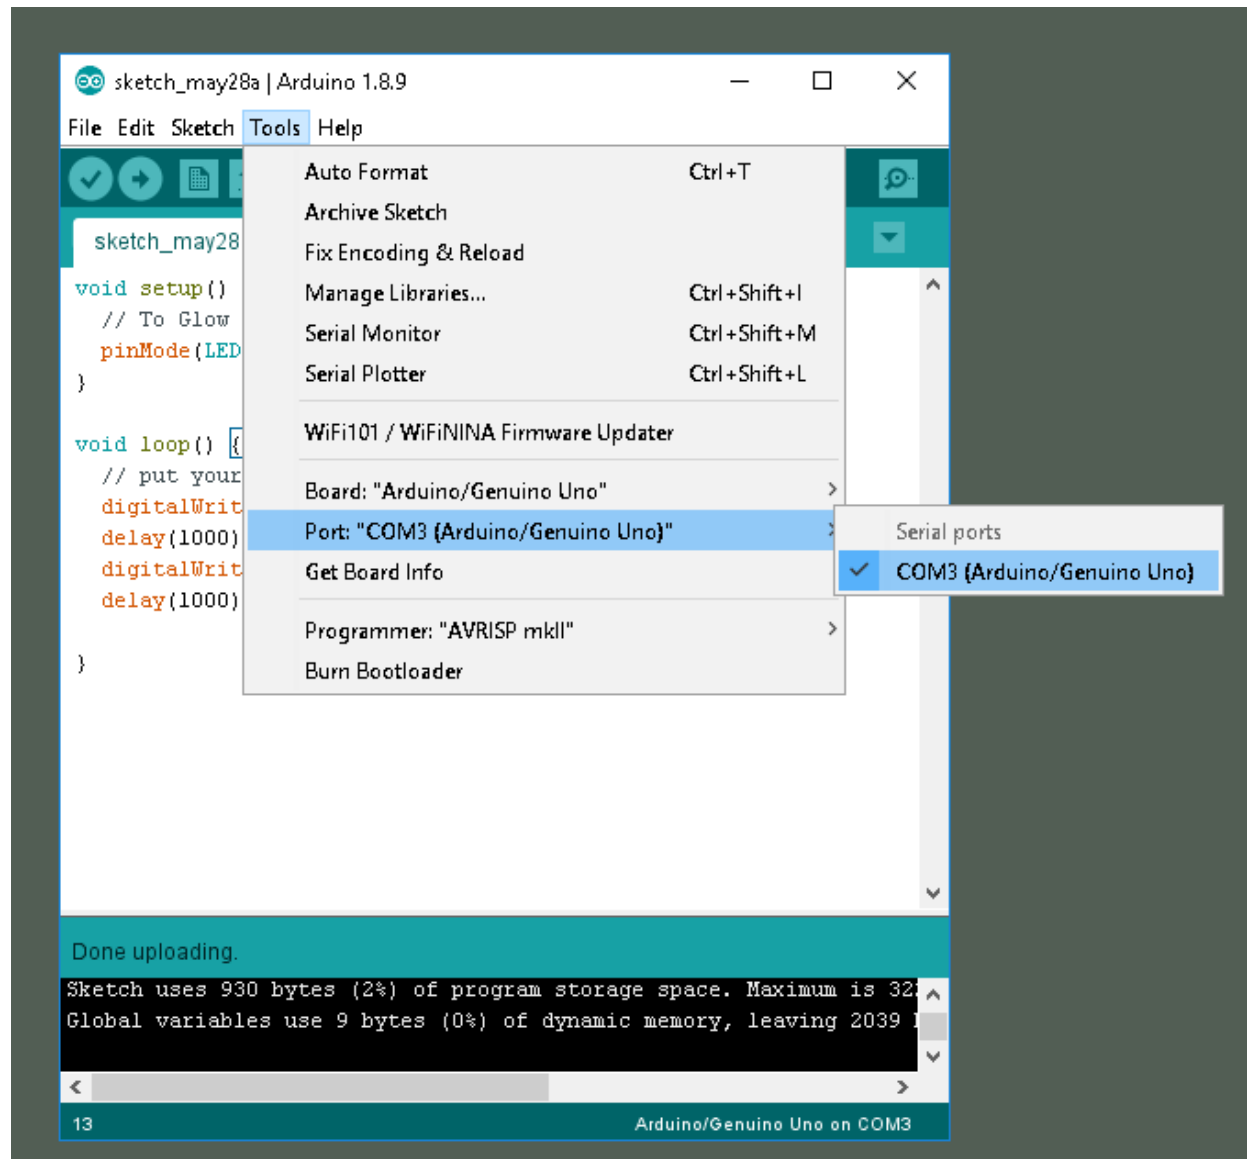 sketch_may28a | Arduino 1.8.9
File Edit Sketch Tools Help
Auto Format Ctrl+T
Archive Sketch
Fix Encoding & Reload
Manage Libraries... Ctrl+Shift+I
Serial Monitor Ctrl+Shift+M
Serial Plotter Ctrl+Shift+L
WiFi101 / WiFiNINA Firmware Updater
Board: "Arduino/Genuino Uno"
Port: "COM3 (Arduino/Genuino Uno)"
Get Board Info
Programmer: "AVRISP mkII"
Burn Bootloader
Serial ports
COM3 (Arduino/Genuino Uno)
sketch_may28
void setup()
// To Glow
pinMode(LED
}
void loop() {
// put your
digitalWrit
delay(1000)
digitalWrit
delay(1000)
}
Done uploading.
Sketch uses 930 bytes (2%) of program storage space. Maximum is 32
Global variables use 9 bytes (0%) of dynamic memory, leaving 2039
13 Arduino/Genuino Uno on COM3